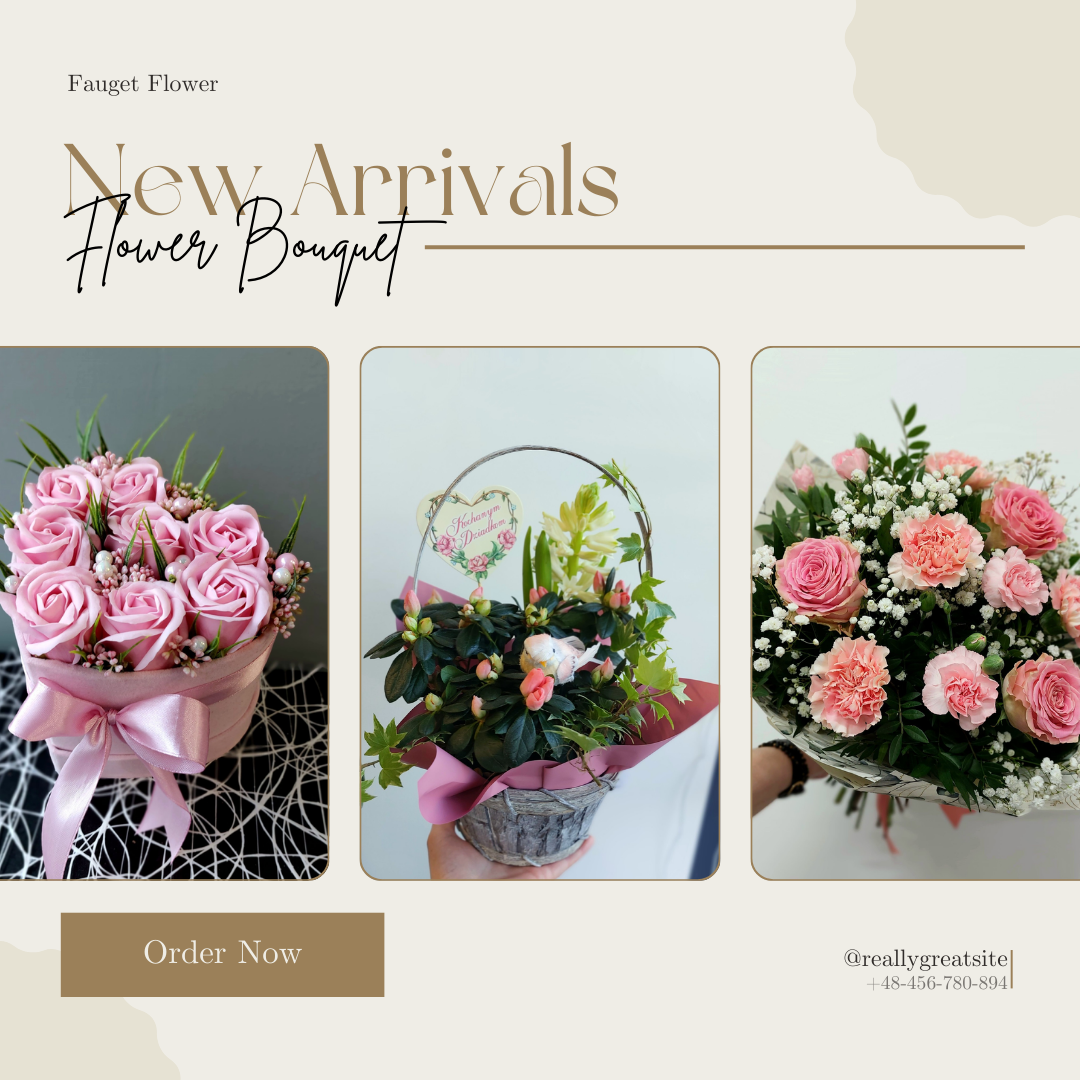 Fauget Flower
New Arrivals
Flower Bouquet
Kochanym
Dziadkom
Order Now
@reallygreatsite
+48-456-780-894